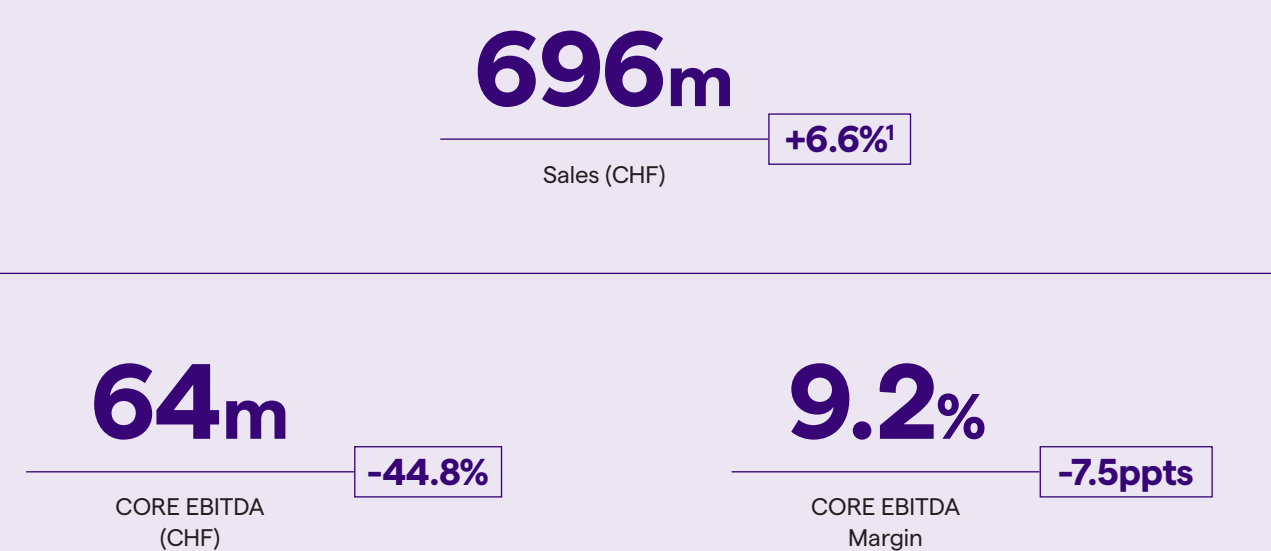 696m
+6.6%¹
Sales (CHF)
64m
-44.8%
CORE EBITDA
(CHF)
9.2%
-7.5ppts
CORE EBITDA
Margin